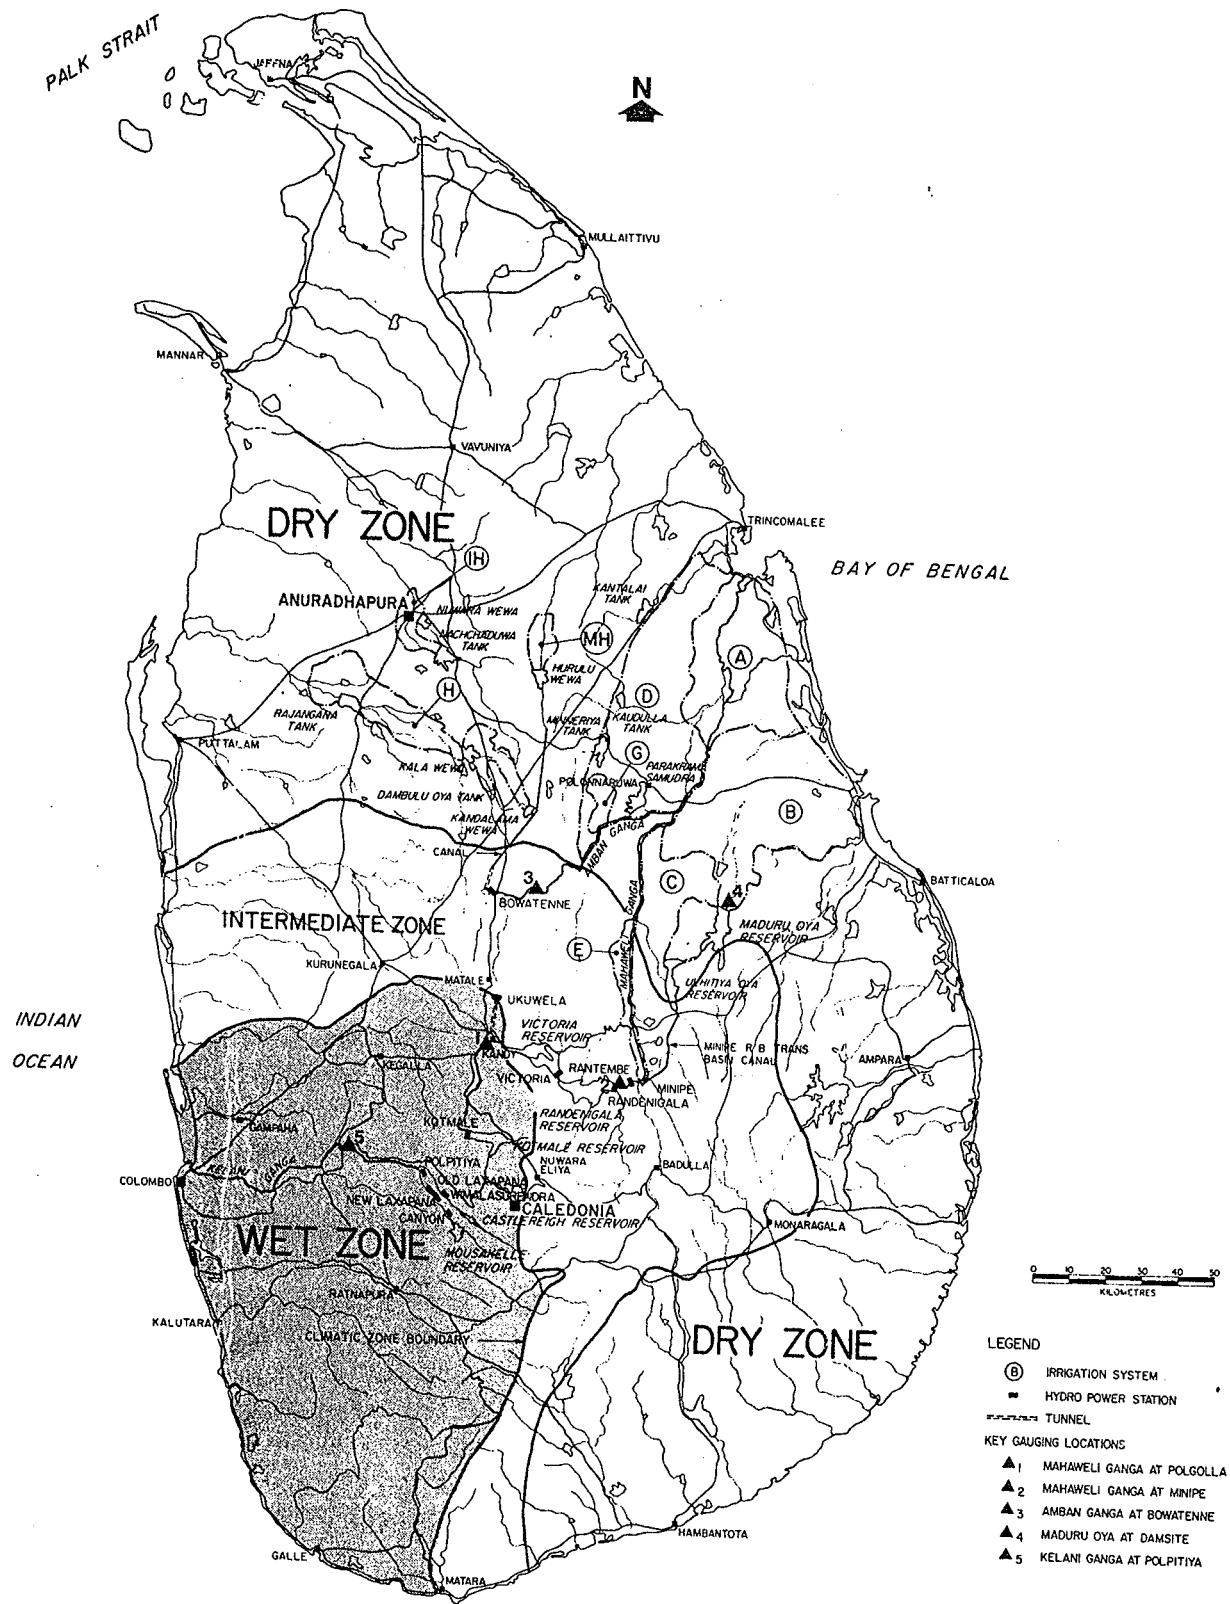 PALK STRAIT
JAFFNA
N
MULLAITTIVU
MANNAR
VAVUNIYA
DRY ZONE
TRINCOMALEE
BAY OF BENGAL
IH
KANTALAI
TANK
ANURADHAPURA
NUWARA WEWA
NACHCHADUWA
TANK
MH
A
HURULU
WEWA
H
D
RAJANGANA
TANK
MINNERIYA
TANK
KAUDULLA
TANK
PUTTALAM
G
KALA WEWA
PARAKRAMA
SAMUDRA
POLONNARUWA
DAMBULU OYA TANK
B
KANDALAMA
WEWA
AMBAN GANGA
CANAL
3
BOWATENNE
C
4
BATTICALOA
INTERMEDIATE ZONE
MADURU OYA
RESERVOIR
E
MAHAWELI GANGA
KURUNEGALA
MATALE
ULHITIYA OYA
RESERVOIR
UKUWELA
INDIAN
OCEAN
VICTORIA
RESERVOIR
1
KANDY
MINIPE R B TRANS
BASIN CANAL
AMPARA
KEGALLA
VICTORIA
RANTEMBE
2
MINIPE
RANDENIGALA
RANDENIGALA
RESERVOIR
GAMPAHA
KOTMALE
KOTMALE RESERVOIR
5
KELANI GANGA
POLPITIYA
NUWARA
ELIYA
BADULLA
COLOMBO
OLD LAXAPANA
WIMALASURENDRA
NEW LAXAPANA
CALEDONIA
CANYON
CASTLEREIGH RESERVOIR
MONARAGALA
WET ZONE
MOUSAKELLE
RESERVOIR
RATNAPURA
KALUTARA
CLIMATIC ZONE BOUNDARY
DRY ZONE
HAMBANTOTA
GALLE
MATARA
0 10 20 30 40 50
KILOMETRES
LEGEND
B IRRIGATION SYSTEM
HYDRO POWER STATION
TUNNEL
KEY GAUGING LOCATIONS
1 MAHAWELI GANGA AT POLGOLLA
2 MAHAWELI GANGA AT MINIPE
3 AMBAN GANGA AT BOWATENNE
4 MADURU OYA AT DAMSITE
5 KELANI GANGA AT POLPITIYA